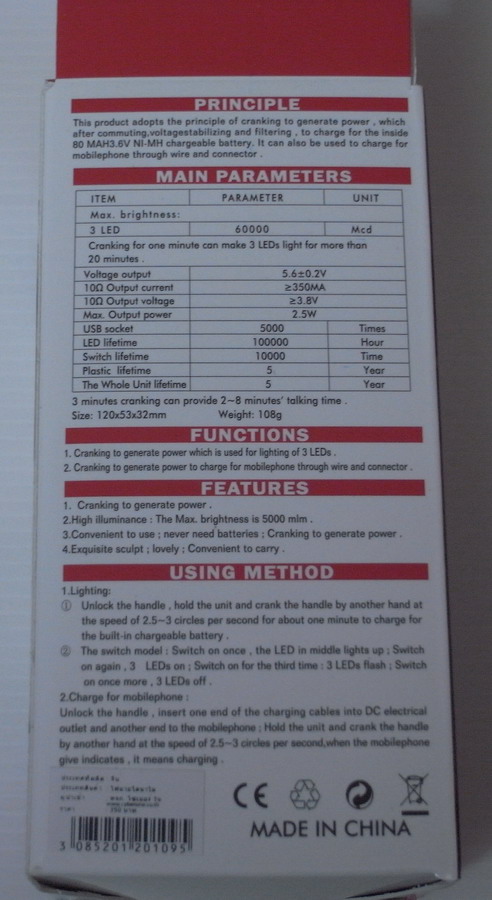 PRINCIPLE
This product adopts the principle of cranking to generate power , which
after commuting,voltagestabilizing and filtering , to charge for the inside
80 MAH3.6V NI-MH chargeable battery. It can also be used to charge for
mobilephone through wire and connector .
MAIN PARAMETERS
ITEM PARAMETER UNIT
Max. brightness:
3 LED 60000 Mcd
Cranking for one minute can make 3 LEDs light for more than
20 minutes .
Voltage output 5.6±0.2V
10Ω Output current ≥350MA
10Ω Output voltage ≥3.8V
Max. Output power 2.5W
USB socket 5000 Times
LED lifetime 100000 Hour
Switch lifetime 10000 Time
Plastic lifetime 5 Year
The Whole Unit lifetime 5 Year
3 minutes cranking can provide 2~8 minutes' talking time .
Size: 120x53x32mm Weight: 108g
FUNCTIONS
1. Cranking to generate power which is used for lighting of 3 LEDs .
2. Cranking to generate power to charge for mobilephone through wire and connector .
FEATURES
1. Cranking to generate power .
2.High illuminance : The Max. brightness is 5000 mlm .
3.Convenient to use ; never need batteries ; Cranking to generate power .
4.Exquisite sculpt ; lovely ; Convenient to carry .
USING METHOD
1.Lighting:
① Unlock the handle , hold the unit and crank the handle by another hand at
the speed of 2.5~3 circles per second for about one minute to charge for
the built-in chargeable battery .
② The switch model : Switch on once , the LED in middle lights up ; Switch
on again , 3 LEDs on ; Switch on for the third time : 3 LEDs flash ; Switch
on once more , 3 LEDs off .
2.Charge for mobilephone :
Unlock the handle , insert one end of the charging cables into DC electrical
outlet and another end to the mobilephone ; Hold the unit and crank the handle
by another hand at the speed of 2.5~3 circles per second,when the mobilephone
give indicates , it means charging .
CE
MADE IN CHINA
3 085201 201095